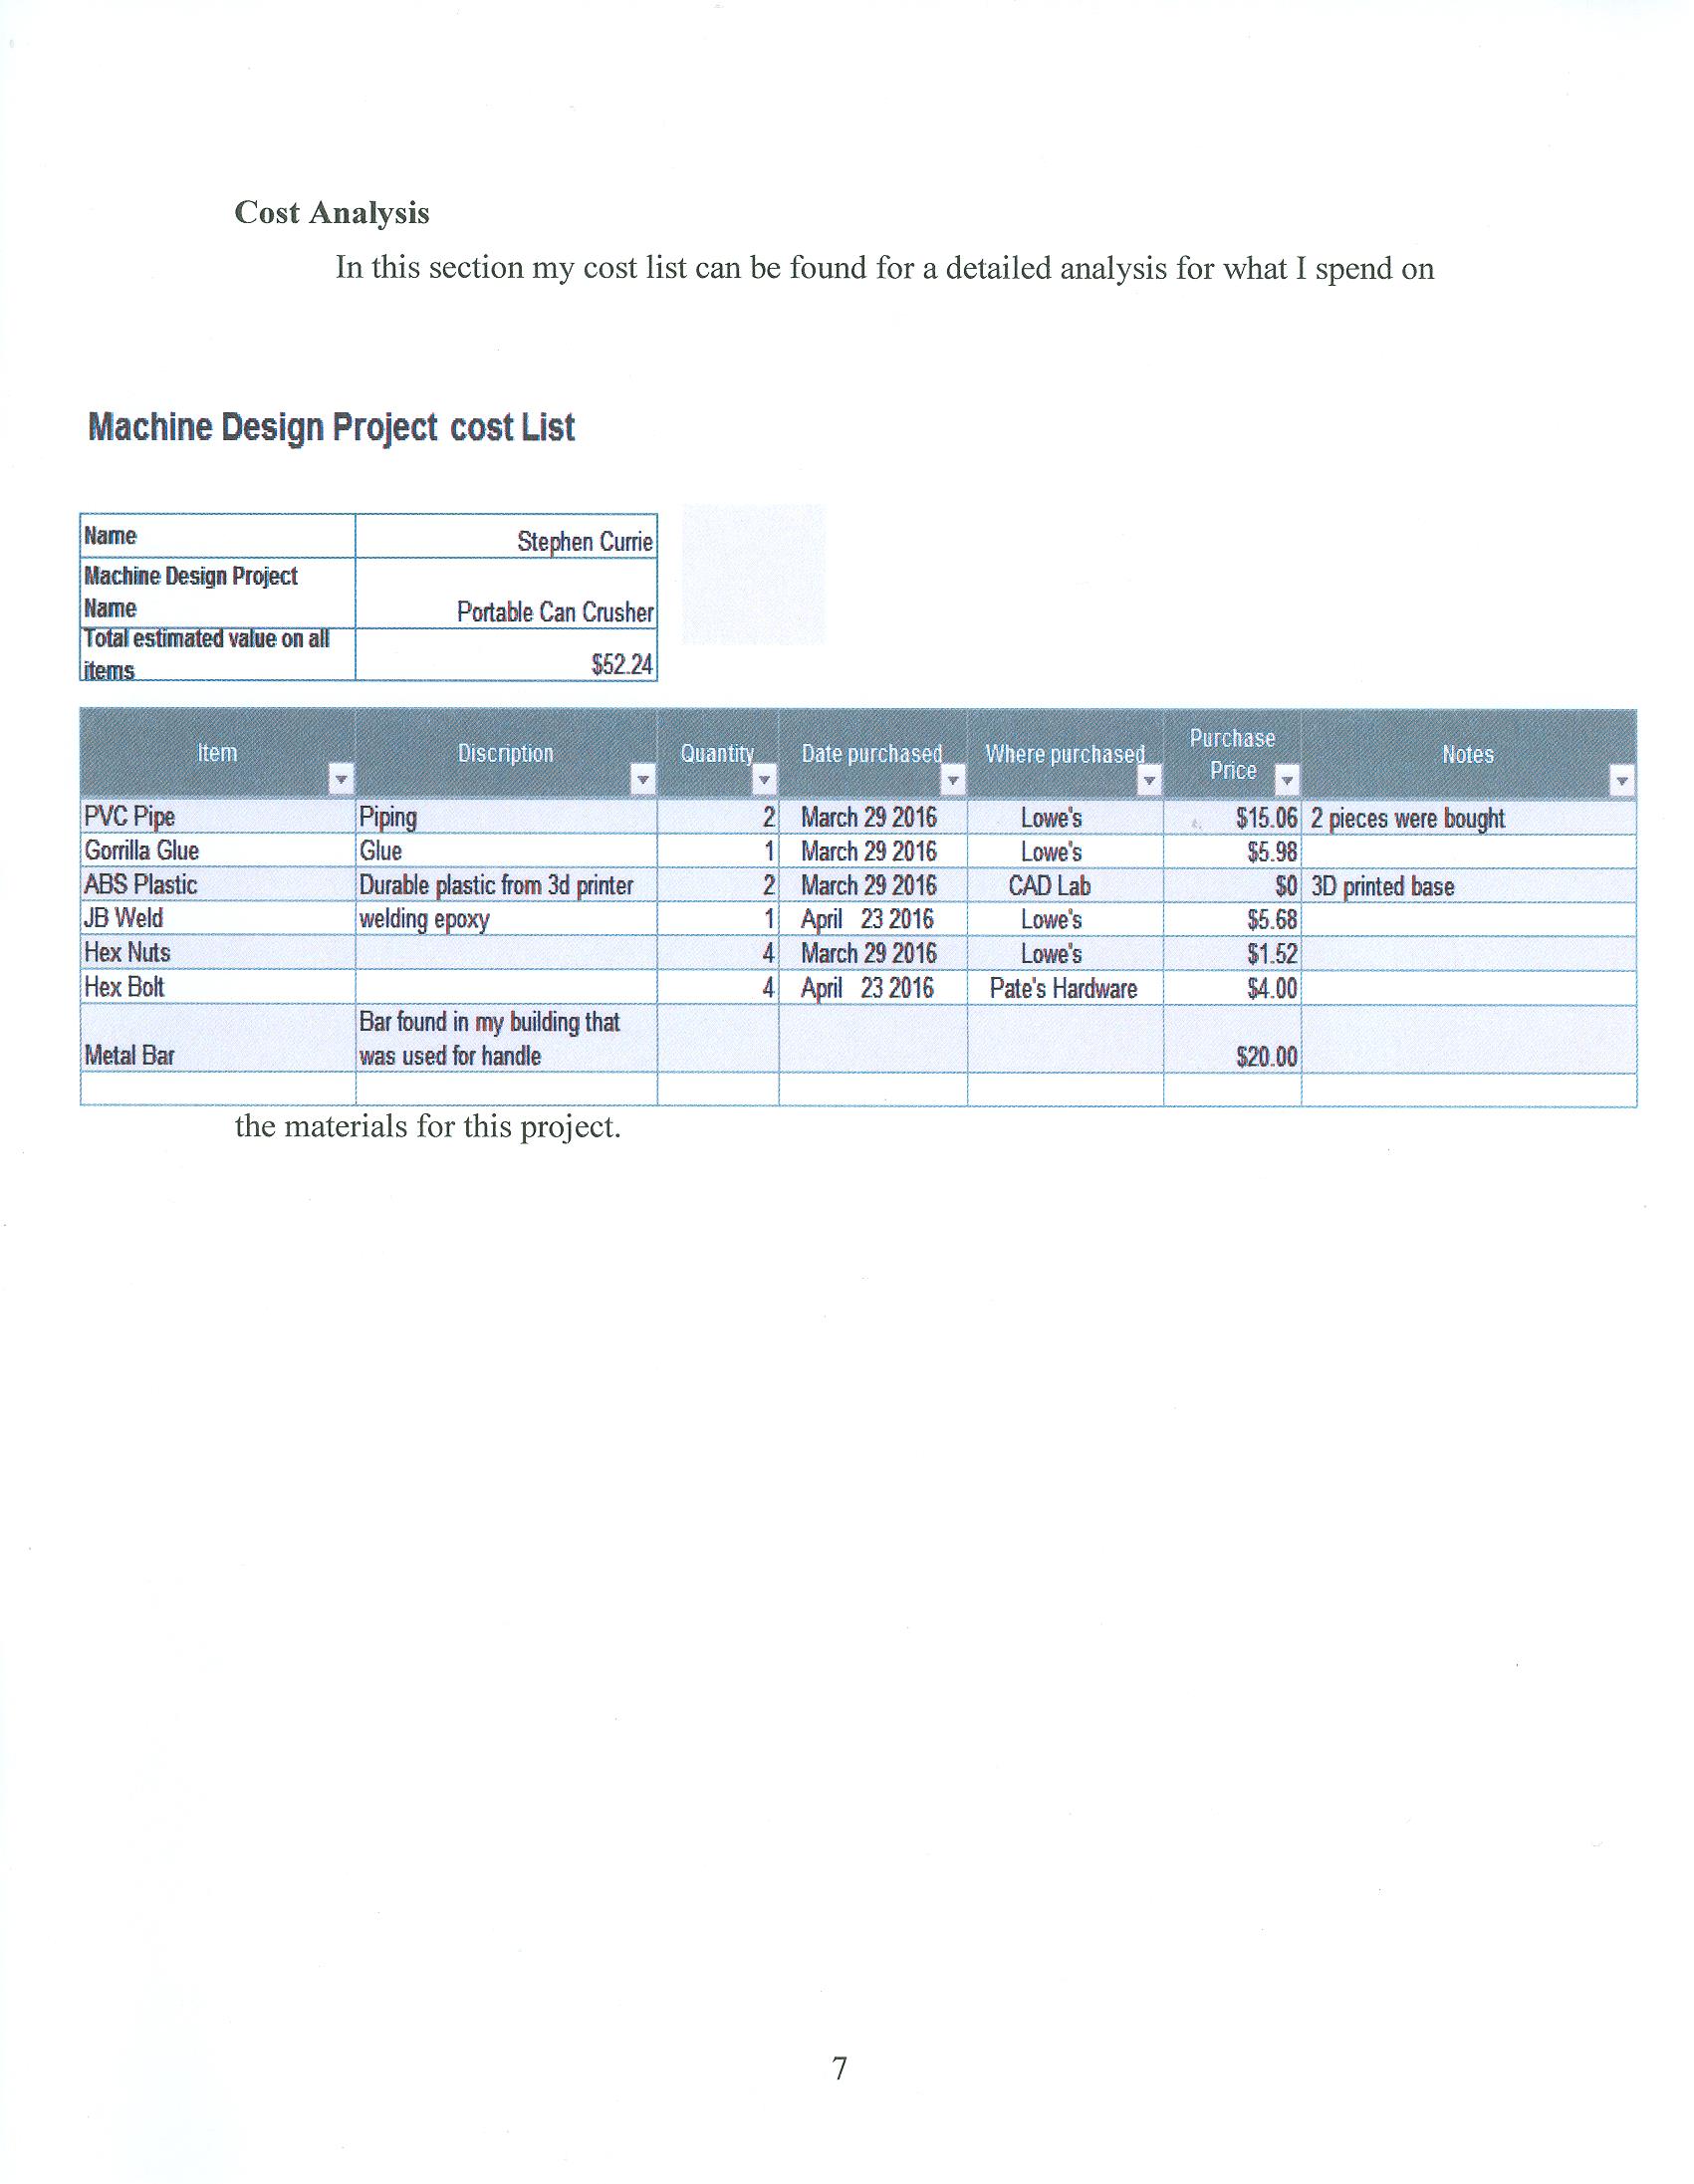 Cost Analysis
In this section my cost list can be found for a detailed analysis for what I spend on
Machine Design Project cost List
Name Stephen Currie
Machine Design Project
Name Portable Can Crusher
Total estimated value on all
items $52.24
Item Discription Quantity Date purchased Where purchased Purchase Price Notes
PVC Pipe Piping 2 March 29 2016 Lowe's $15.06 2 pieces were bought
Gorrilla Glue Glue 1 March 29 2016 Lowe's $5.98
ABS Plastic Durable plastic from 3d printer 2 March 29 2016 CAD Lab $0 3D printed base
JB Weld welding epoxy 1 April 23 2016 Lowe's $5.68
Hex Nuts 4 March 29 2016 Lowe's $1.52
Hex Bolt 4 April 23 2016 Pate's Hardware $4.00
Bar found in my building that
Metal Bar was used for handle $20.00
the materials for this project.
7